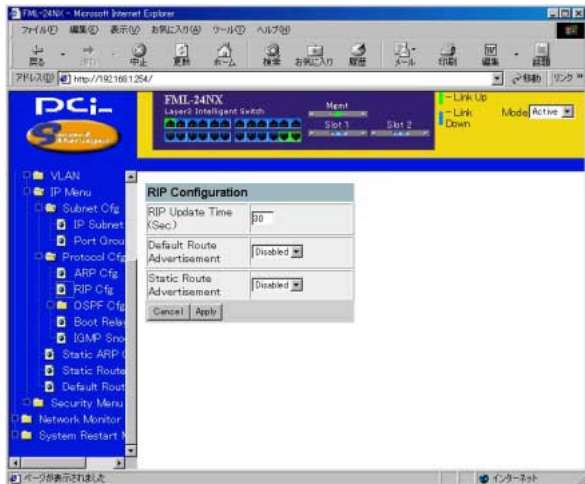 FML-24NX - Microsoft Internet Explorer
ファイル(F) 編集(E) 表示(V) お気に入り(A) ツール(T) ヘルプ(H)
戻る 中止 更新 ホーム 検索 お気に入り 履歴 メール 印刷 編集
アドレス(D) http://192.168.1.254/ 移動 リンク »
PCi-
FML-24NX
Layer3 Intelligent Switch
Mgmt
Slot 1 Slot 2
- Link Up
- Link Down
Mode Active
VLAN
IP Menu
Subnet Cfg
IP Subnet
Port Grou
Protocol Cfg
ARP Cfg
RIP Cfg
OSPF Cfg
Boot Relay
IGMP Sno
Static ARP
Static Route
Default Rout
Security Menu
Network Monitor
System Restart
RIP Configuration
RIP Update Time (Sec) 30
Default Route Advertisement Disabled
Static Route Advertisement Disabled
Cancel Apply
ページが表示されました
インターネット